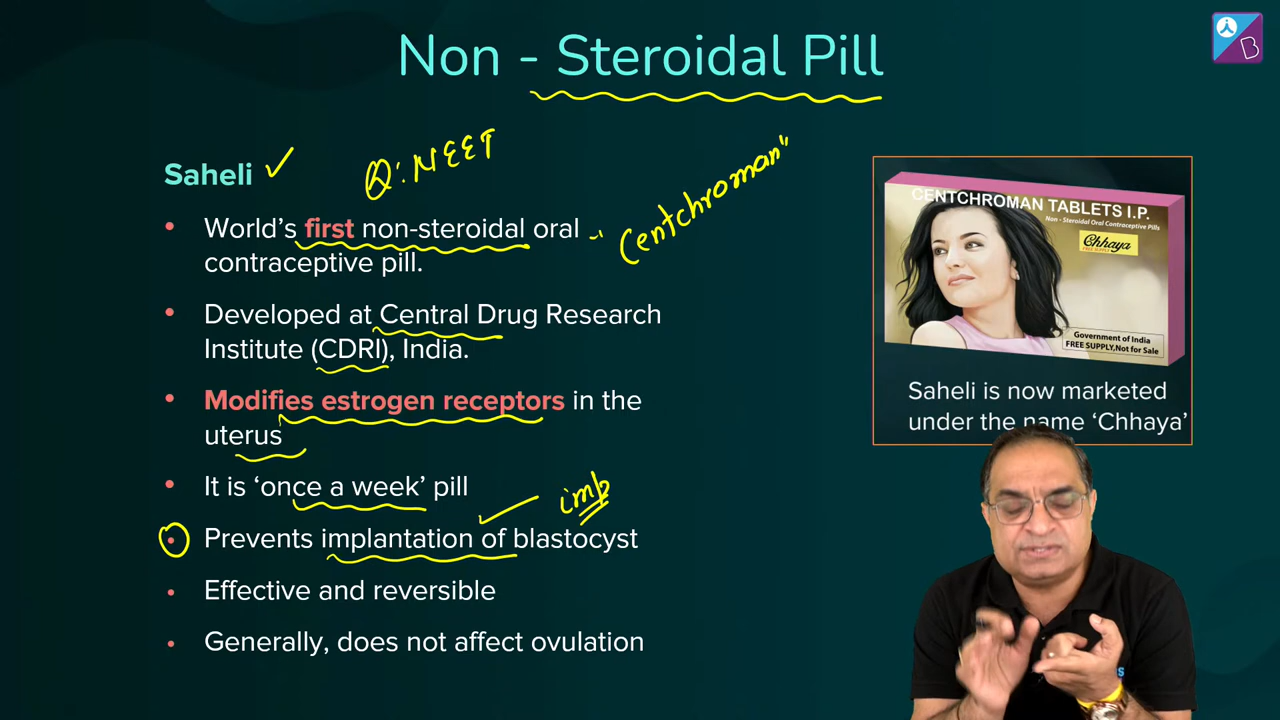 Non - Steroidal Pill
Saheli
Q: NEET
World's first non-steroidal oral
contraceptive pill.
"Centchroman"
Developed at Central Drug Research
Institute (CDRI), India.
Modifies estrogen receptors in the
uterus
It is 'once a week' pill
imp
Prevents implantation of blastocyst
Effective and reversible
Generally, does not affect ovulation
CENTCHROMAN TABLETS I.P.
Non - Steroidal Oral Contraceptive Pills
Chhaya
Government of India
FREE SUPPLY,Not for Sale
Saheli is now marketed
under the name 'Chhaya'
B